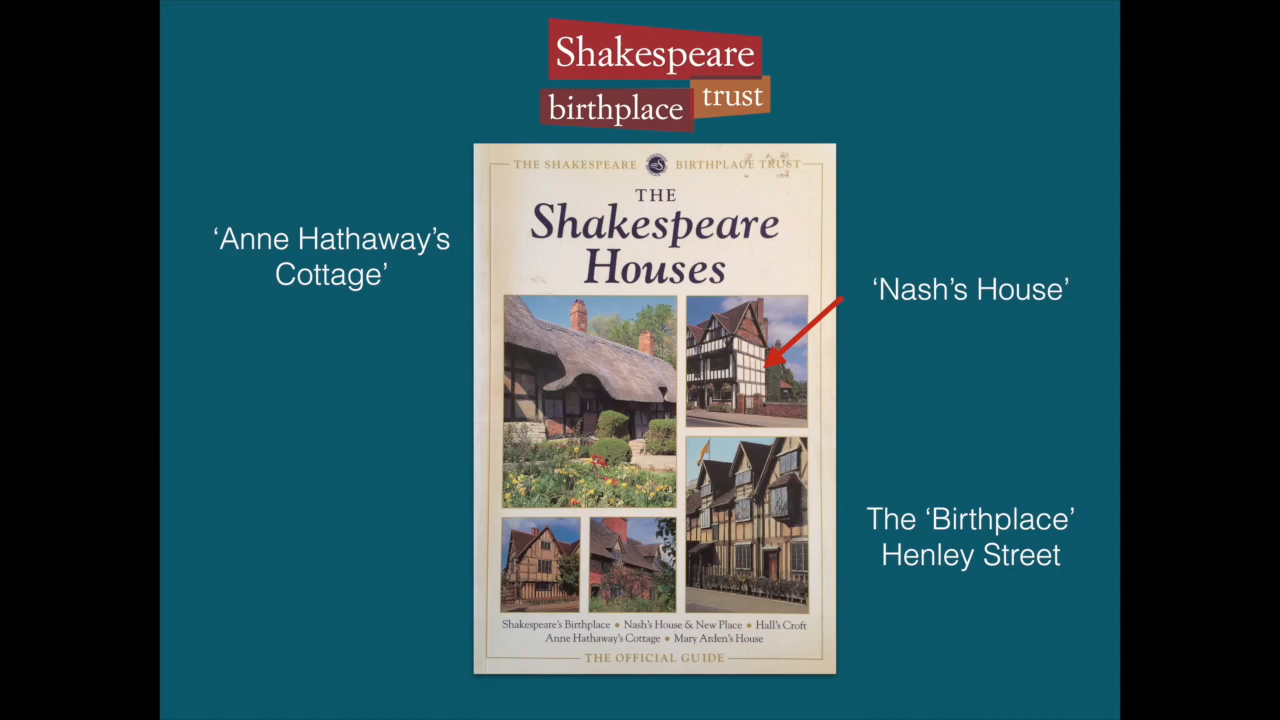 Shakespeare
birthplace trust
THE SHAKESPEARE BIRTHPLACE TRUST
THE
Shakespeare
Houses
‘Anne Hathaway’s
Cottage’
‘Nash’s House’
The ‘Birthplace’
Henley Street
Shakespeare's Birthplace • Nash's House & New Place • Hall's Croft
Anne Hathaway's Cottage • Mary Arden's House
THE OFFICIAL GUIDE